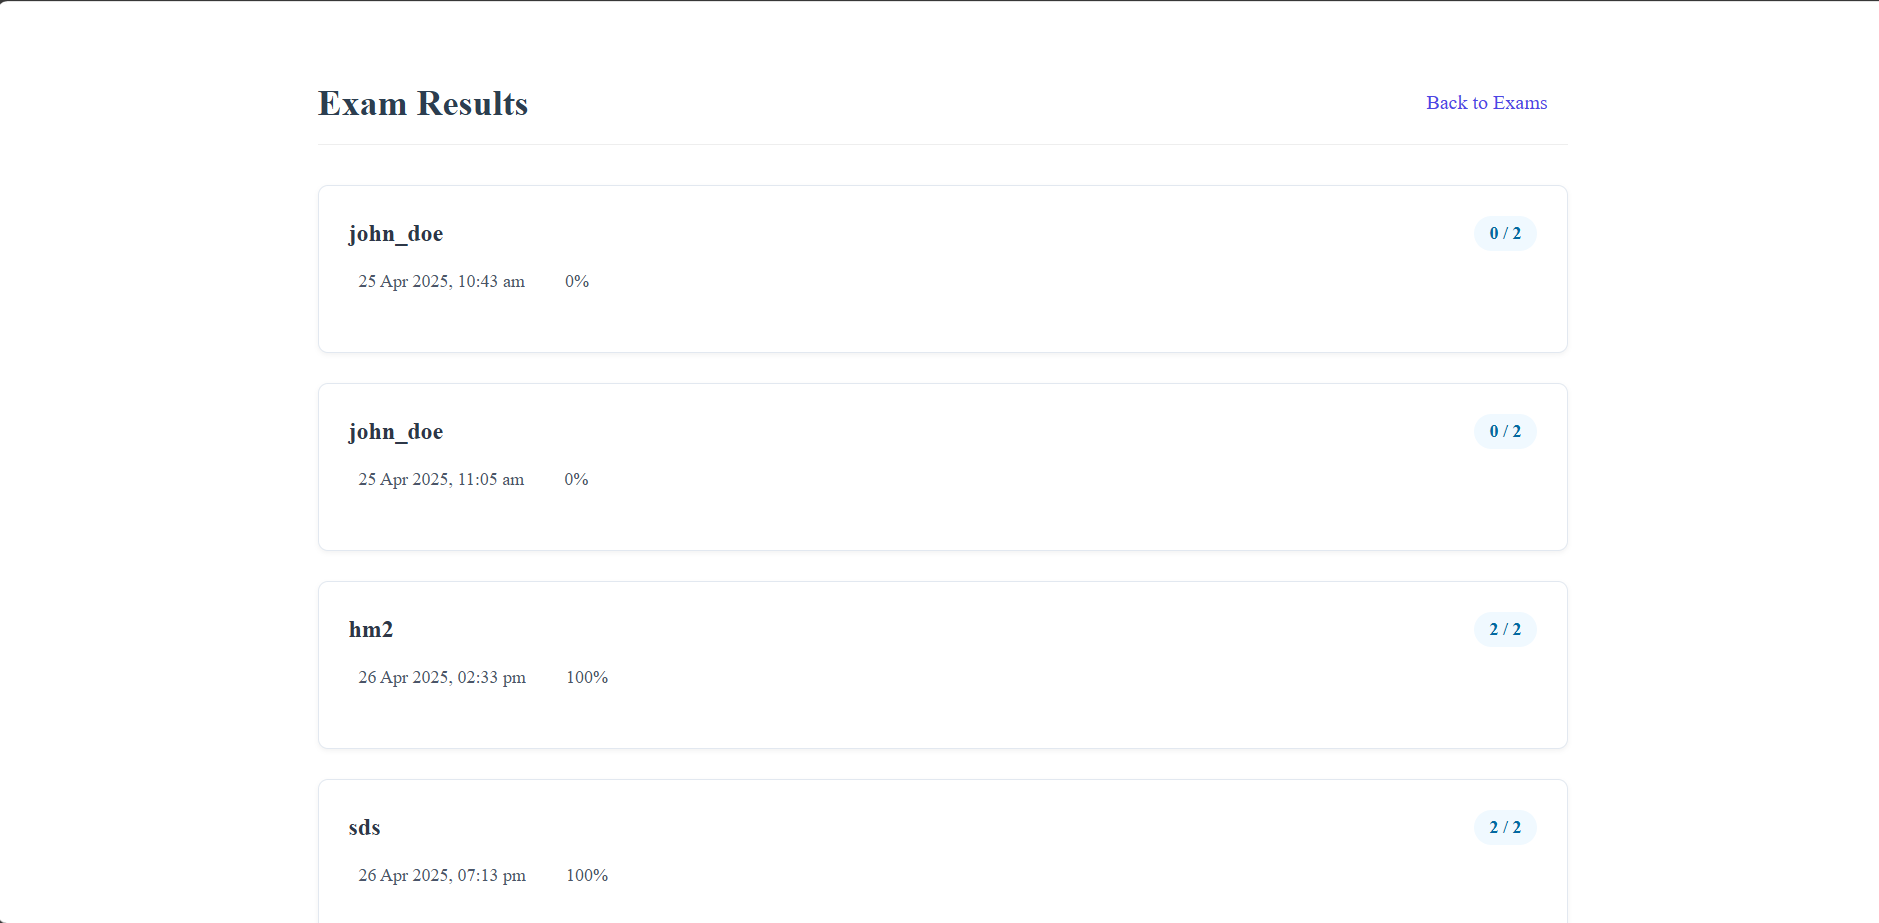 Exam Results
Back to Exams
john_doe
0 / 2
25 Apr 2025, 10:43 am
0%
john_doe
0 / 2
25 Apr 2025, 11:05 am
0%
hm2
2 / 2
26 Apr 2025, 02:33 pm
100%
sds
2 / 2
26 Apr 2025, 07:13 pm
100%